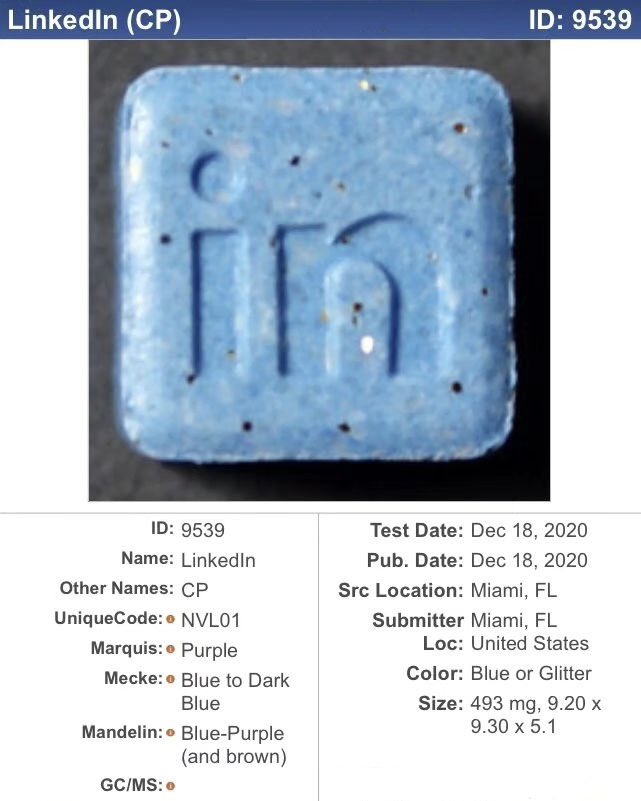 LinkedIn (CP)
ID: 9539
in
ID: 9539
Name: LinkedIn
Other Names: CP
UniqueCode: NVL01
Marquis: Purple
Mecke: Blue to Dark
Blue
Mandelin: Blue-Purple
(and brown)
GC/MS:
Test Date: Dec 18, 2020
Pub. Date: Dec 18, 2020
Src Location: Miami, FL
Submitter Miami, FL
Loc: United States
Color: Blue or Glitter
Size: 493 mg, 9.20 x
9.30 x 5.1